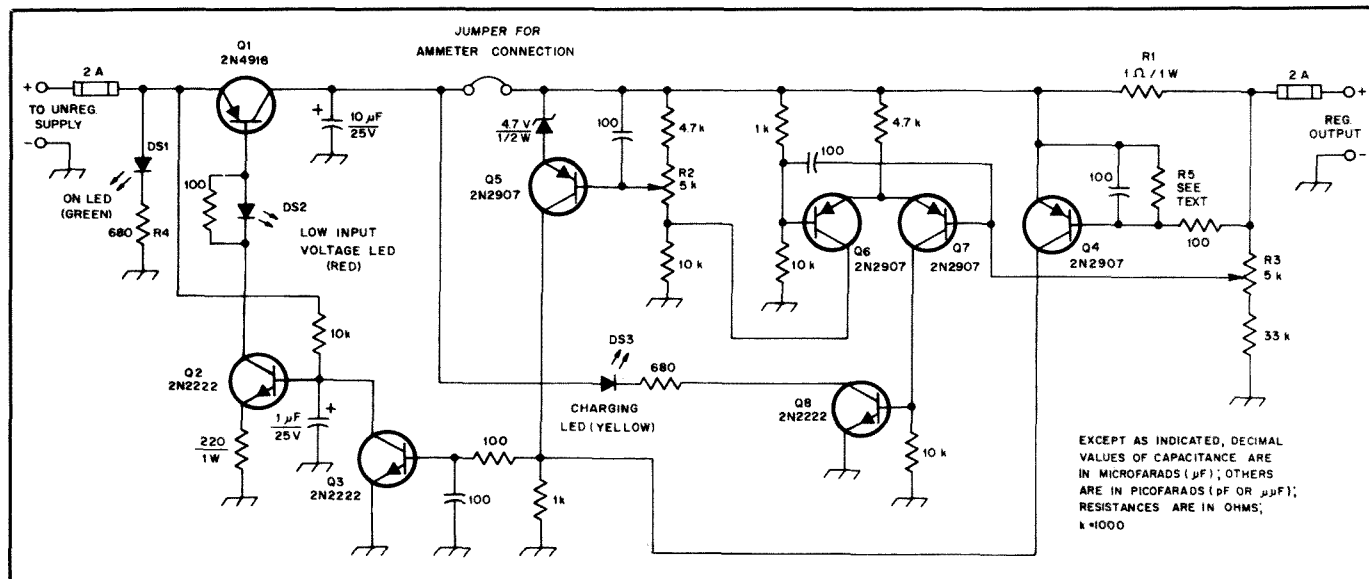 JUMPER FOR
AMMETER CONNECTION
Q1
2N4918
2 A
+
TO UNREG.
SUPPLY
-
DS1
ON LED
(GREEN)
680
R4
100
DS2
LOW INPUT
VOLTAGE LED
(RED)
+
10 µF
25V
4.7 V
1/2 W
100
Q5
2N2907
4.7 k
R2
5 k
10 k
1 k
100
4.7 k
10 k
Q6
2N2907
Q7
2N2907
R1
1 Ω / 1 W
2 A
+
REG.
OUTPUT
-
100
R5
SEE
TEXT
100
Q4
2N2907
R3
5 k
33 k
10k
Q2
2N2222
220
1W
1 µF
25V
+
Q3
2N2222
100
100
1 k
DS3
680
CHARGING
LED (YELLOW)
Q8
2N2222
10 k
EXCEPT AS INDICATED, DECIMAL
VALUES OF CAPACITANCE ARE
IN MICROFARADS (µF); OTHERS
ARE IN PICOFARADS (pF OR µµF);
RESISTANCES ARE IN OHMS;
k=1000